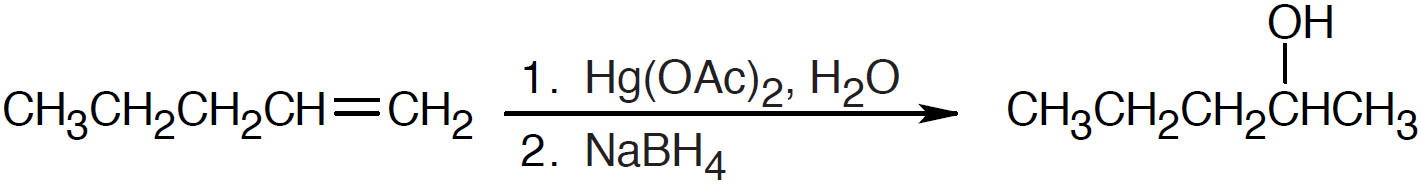 OH
1. Hg(OAc)₂, H₂O
CH₃CH₂CH₂CH=CH₂ CH₃CH₂CH₂CHCH₃
2. NaBH₄